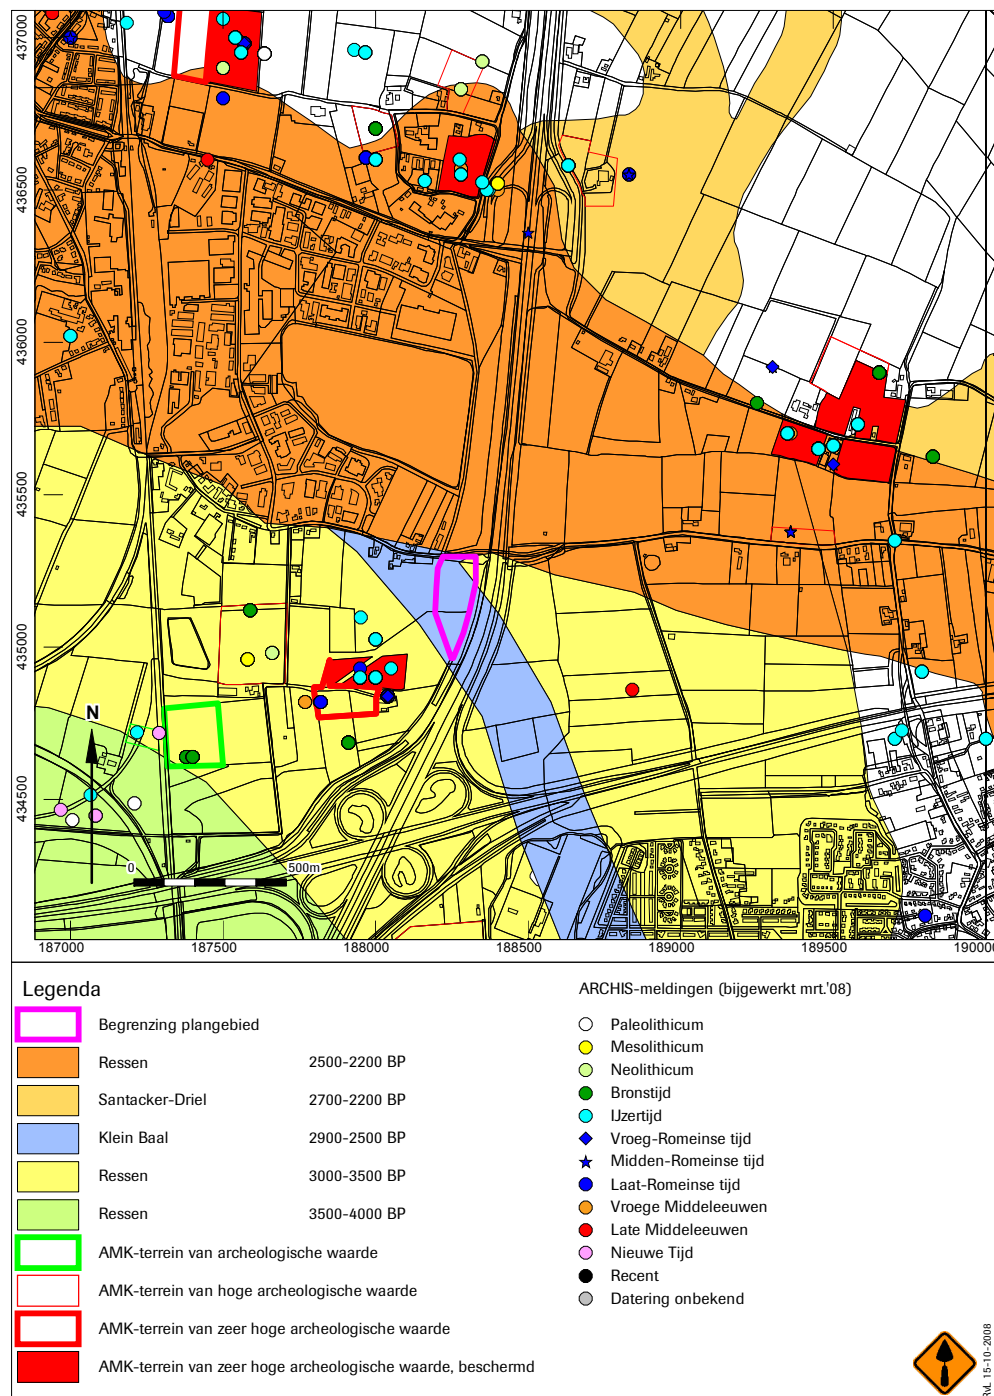 437000
436500
436000
435500
435000
434500
N
0
500m
187000
187500
188000
188500
189000
189500
190000
Legenda
Begrenzing plangebied
Ressen 2500-2200 BP
Santacker-Driel 2700-2200 BP
Klein Baal 2900-2500 BP
Ressen 3000-3500 BP
Ressen 3500-4000 BP
AMK-terrein van archeologische waarde
AMK-terrein van hoge archeologische waarde
AMK-terrein van zeer hoge archeologische waarde
AMK-terrein van zeer hoge archeologische waarde, beschermd
ARCHIS-meldingen (bijgewerkt mrt.'08)
Paleolithicum
Mesolithicum
Neolithicum
Bronstijd
IJzertijd
Vroeg-Romeinse tijd
Midden-Romeinse tijd
Laat-Romeinse tijd
Vroege Middeleeuwen
Late Middeleeuwen
Nieuwe Tijd
Recent
Datering onbekend
15-10-2008